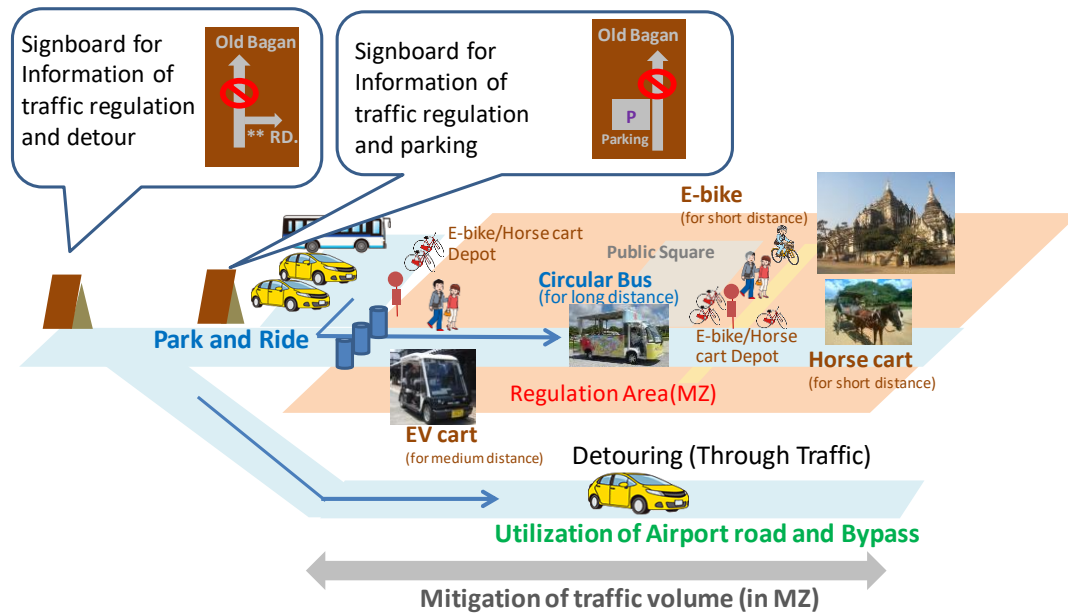 Signboard for
Information of
traffic regulation
and detour
Old Bagan
** RD.
Signboard for
Information of
traffic regulation
and parking
Old Bagan
P
Parking
E-bike
(for short distance)
E-bike/Horse cart
Depot
Public Square
Circular Bus
(for long distance)
Park and Ride
E-bike/Horse
cart Depot
Horse cart
(for short distance)
Regulation Area(MZ)
EV cart
(for medium distance)
Detouring (Through Traffic)
Utilization of Airport road and Bypass
Mitigation of traffic volume (in MZ)